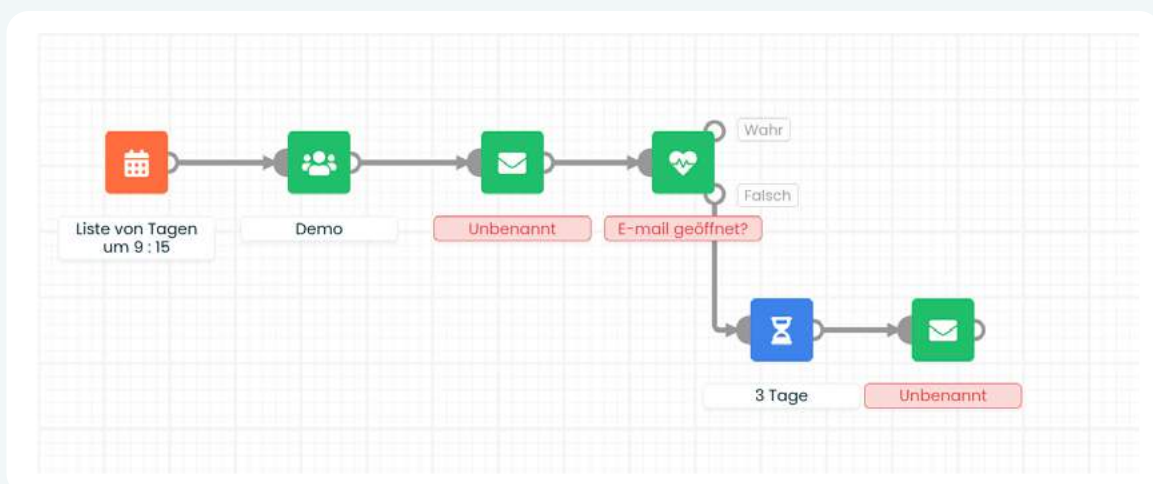 Wahr
Falsch
Liste von Tagen
um 9 : 15
Demo
Unbenannt
E-mail geöffnet?
3 Tage
Unbenannt